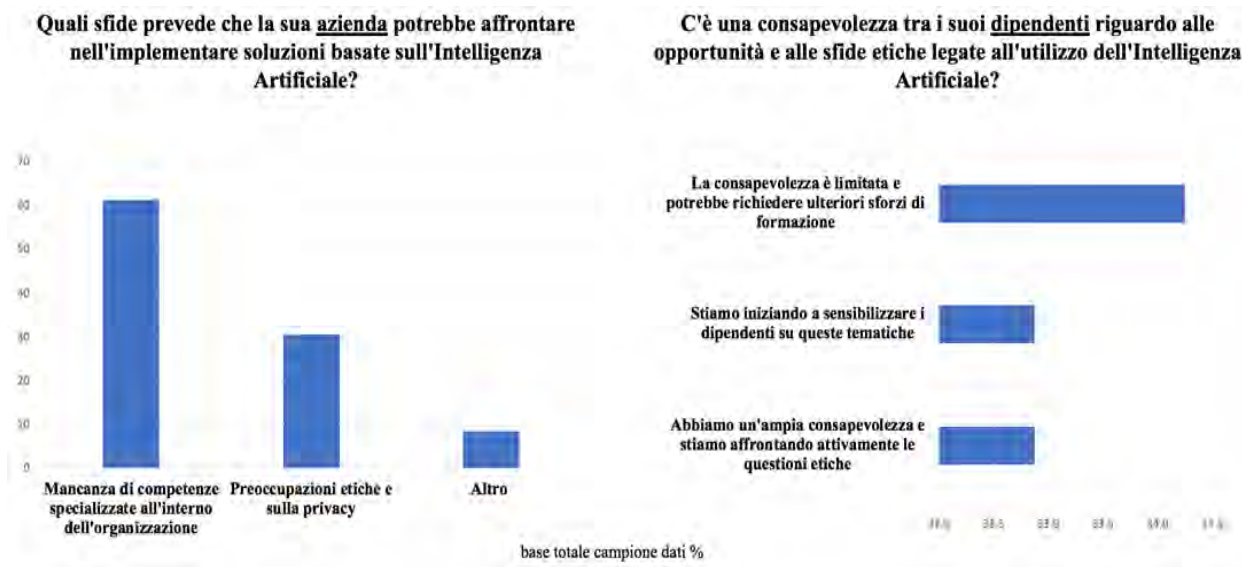 Quali sfide prevede che la sua azienda potrebbe affrontare
nell'implementare soluzioni basate sull'Intelligenza
Artificiale?
70
60
50
40
30
20
10
0
Mancanza di competenze
specializzate all'interno
dell'organizzazione
Preoccupazioni etiche e
sulla privacy
Altro
C'è una consapevolezza tra i suoi dipendenti riguardo alle
opportunità e alle sfide etiche legate all'utilizzo dell'Intelligenza
Artificiale?
La consapevolezza è limitata e
potrebbe richiedere ulteriori sforzi di
formazione
Stiamo iniziando a sensibilizzare i
dipendenti su queste tematiche
Abbiamo un'ampia consapevolezza e
stiamo affrontando attivamente le
questioni etiche
base totale campione dati %